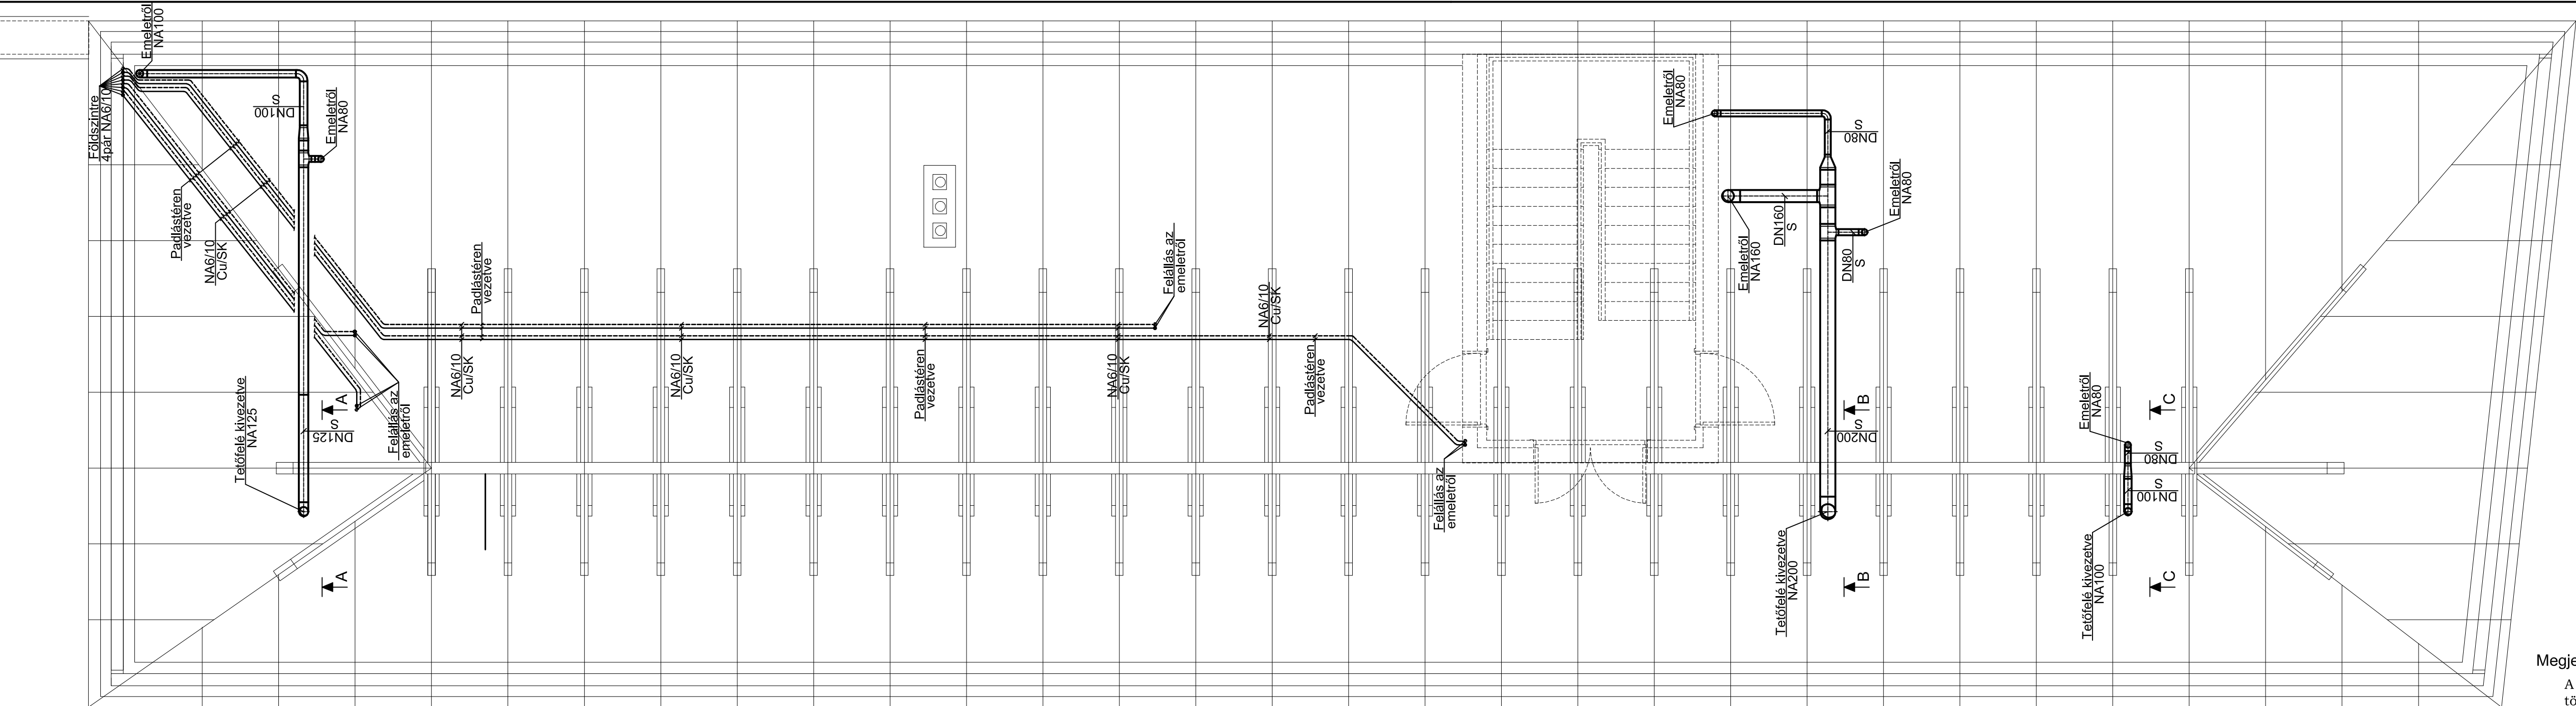 Emeletről
NA100
Földszintre
4pár NA6/10
DN100
S
Emeletről
NA80
Padlástéren
vezetve
NA6/10
Cu/SK
Tetőfelé kivezetve
NA125
DN125
S
A
A
Felállás az
emeletről
NA6/10
Cu/SK
Padlástéren
vezetve
NA6/10
Cu/SK
Padlástéren
vezetve
NA6/10
Cu/SK
Felállás az
emeletről
NA6/10
Cu/SK
Padlástéren
vezetve
Felállás az
emeletről
Emeletről
NA80
DN80
S
Emeletről
NA160
DN160
S
DN80
S
Emeletről
NA80
DN200
S
B
B
Tetőfelé kivezetve
NA200
Emeletről
NA80
DN80
S
DN100
S
Tetőfelé kivezetve
NA100
C
C
Megje
A
tö